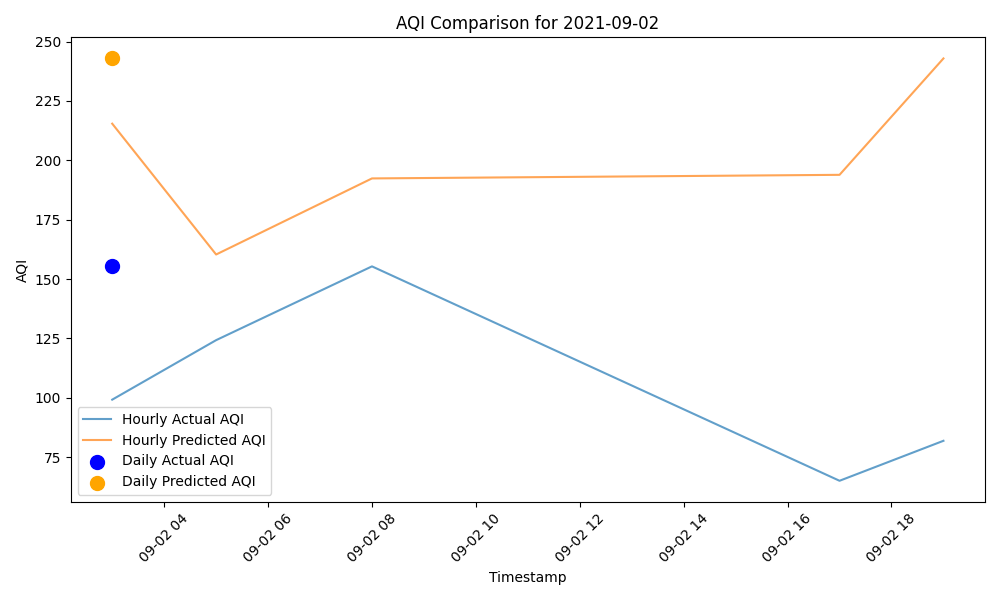 AQI Comparison for 2021-09-02
AQI
250
225
200
175
150
125
100
75
Hourly Actual AQI
Hourly Predicted AQI
Daily Actual AQI
Daily Predicted AQI
09-02 04
09-02 06
09-02 08
09-02 10
09-02 12
09-02 14
09-02 16
09-02 18
Timestamp